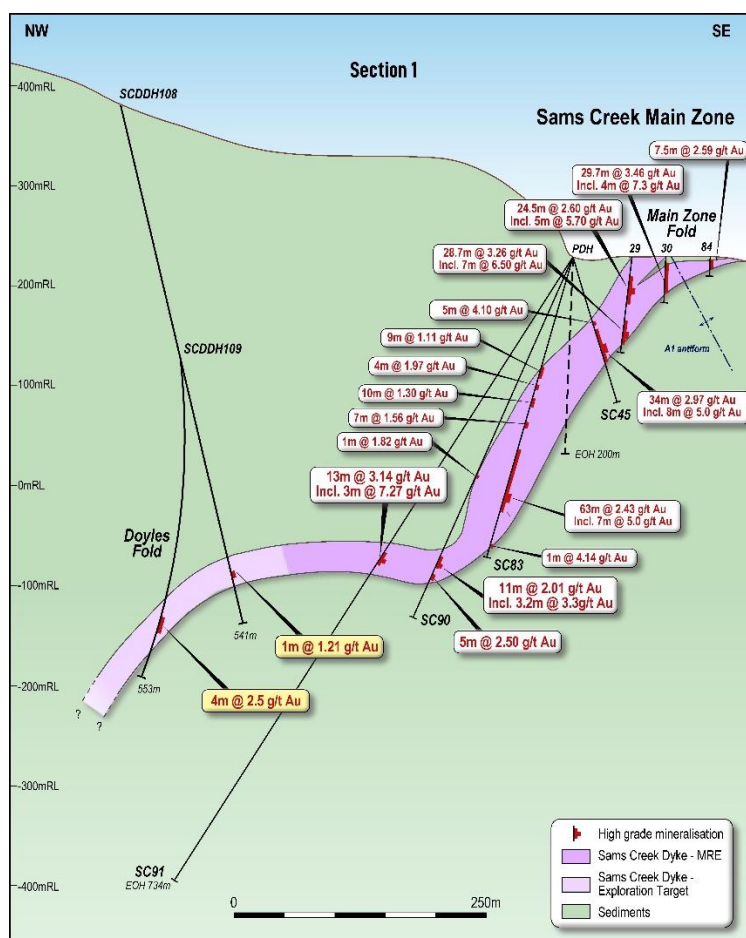 NW
SE
Section 1
SCDDH108
Sams Creek Main Zone
400mRL
7.5m @ 2.59 g/t Au
29.7m @ 3.46 g/t Au
Incl. 4m @ 7.3 g/t Au
300mRL
24.5m @ 2.60 g/t Au
Incl. 5m @ 5.70 g/t Au
Main Zone
Fold
28.7m @ 3.26 g/t Au
Incl. 7m @ 6.50 g/t Au
PDH
29
30
84
200mRL
5m @ 4.10 g/t Au
9m @ 1.11 g/t Au
A1 antiform
SCDDH109
4m @ 1.97 g/t Au
100mRL
10m @ 1.30 g/t Au
34m @ 2.97 g/t Au
Incl. 8m @ 5.0 g/t Au
SC45
7m @ 1.56 g/t Au
1m @ 1.82 g/t Au
EOH 200m
0mRL
13m @ 3.14 g/t Au
Incl. 3m @ 7.27 g/t Au
63m @ 2.43 g/t Au
Incl. 7m @ 5.0 g/t Au
Doyles
Fold
1m @ 4.14 g/t Au
SC83
-100mRL
11m @ 2.01 g/t Au
Incl. 3.2m @ 3.3g/t Au
SC90
541m
1m @ 1.21 g/t Au
5m @ 2.50 g/t Au
553m
-200mRL
4m @ 2.5 g/t Au
?
?
-300mRL
SC91
EOH 734m
-400mRL
0
250m
High grade mineralisation
Sams Creek Dyke - MRE
Sams Creek Dyke -
Exploration Target
Sediments